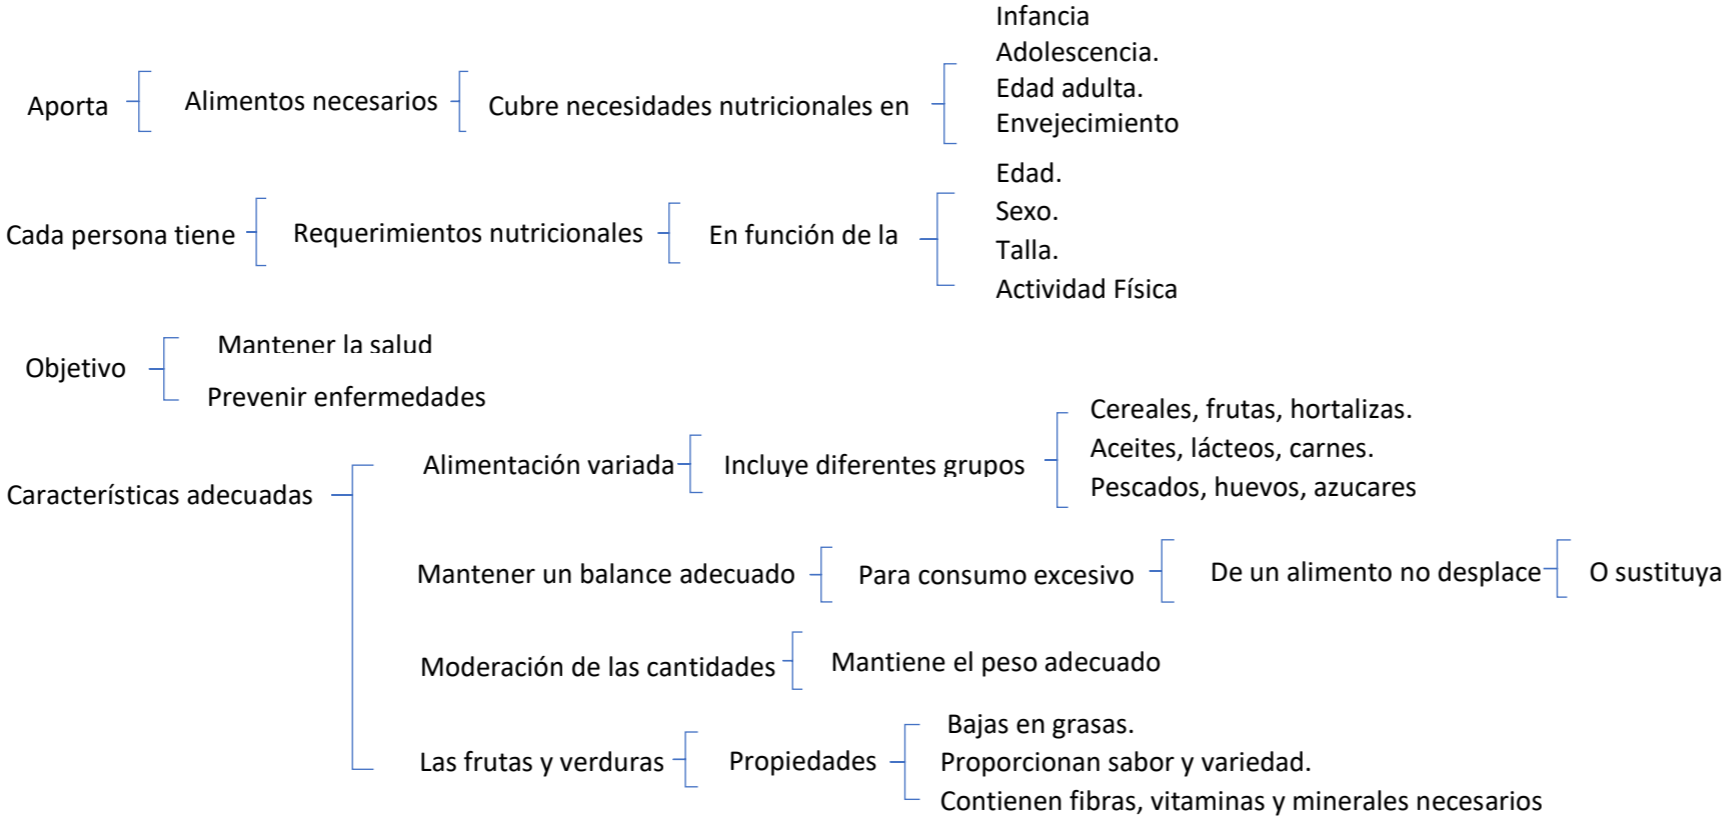 Infancia
Adolescencia.
Aporta
Alimentos necesarios
Cubre necesidades nutricionales en
Edad adulta.
Envejecimiento
Edad.
Sexo.
Cada persona tiene
Requerimientos nutricionales
En función de la
Talla.
Actividad Física
Objetivo
Mantener la salud
Prevenir enfermedades
Características adecuadas
Alimentación variada
Incluye diferentes grupos
Cereales, frutas, hortalizas.
Aceites, lácteos, carnes.
Pescados, huevos, azucares
Mantener un balance adecuado
Para consumo excesivo
De un alimento no desplace
O sustituya
Moderación de las cantidades
Mantiene el peso adecuado
Las frutas y verduras
Propiedades
Bajas en grasas.
Proporcionan sabor y variedad.
Contienen fibras, vitaminas y minerales necesarios